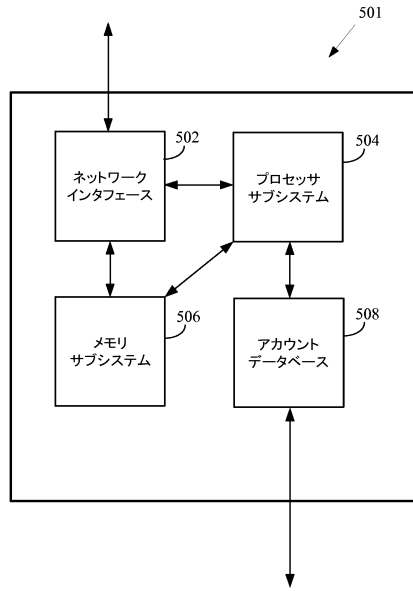 501
502
ネットワーク
インタフェース
504
プロセッサ
サブシステム
506
メモリ
サブシステム
508
アカウント
データベース